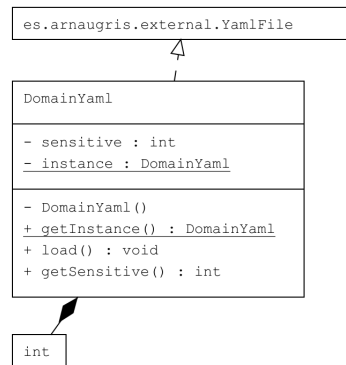 es.arnaugris.external.YamlFile
DomainYaml
- sensitive : int
- instance : DomainYaml
- DomainYaml()
+ getInstance() : DomainYaml
+ load() : void
+ getSensitive() : int
int